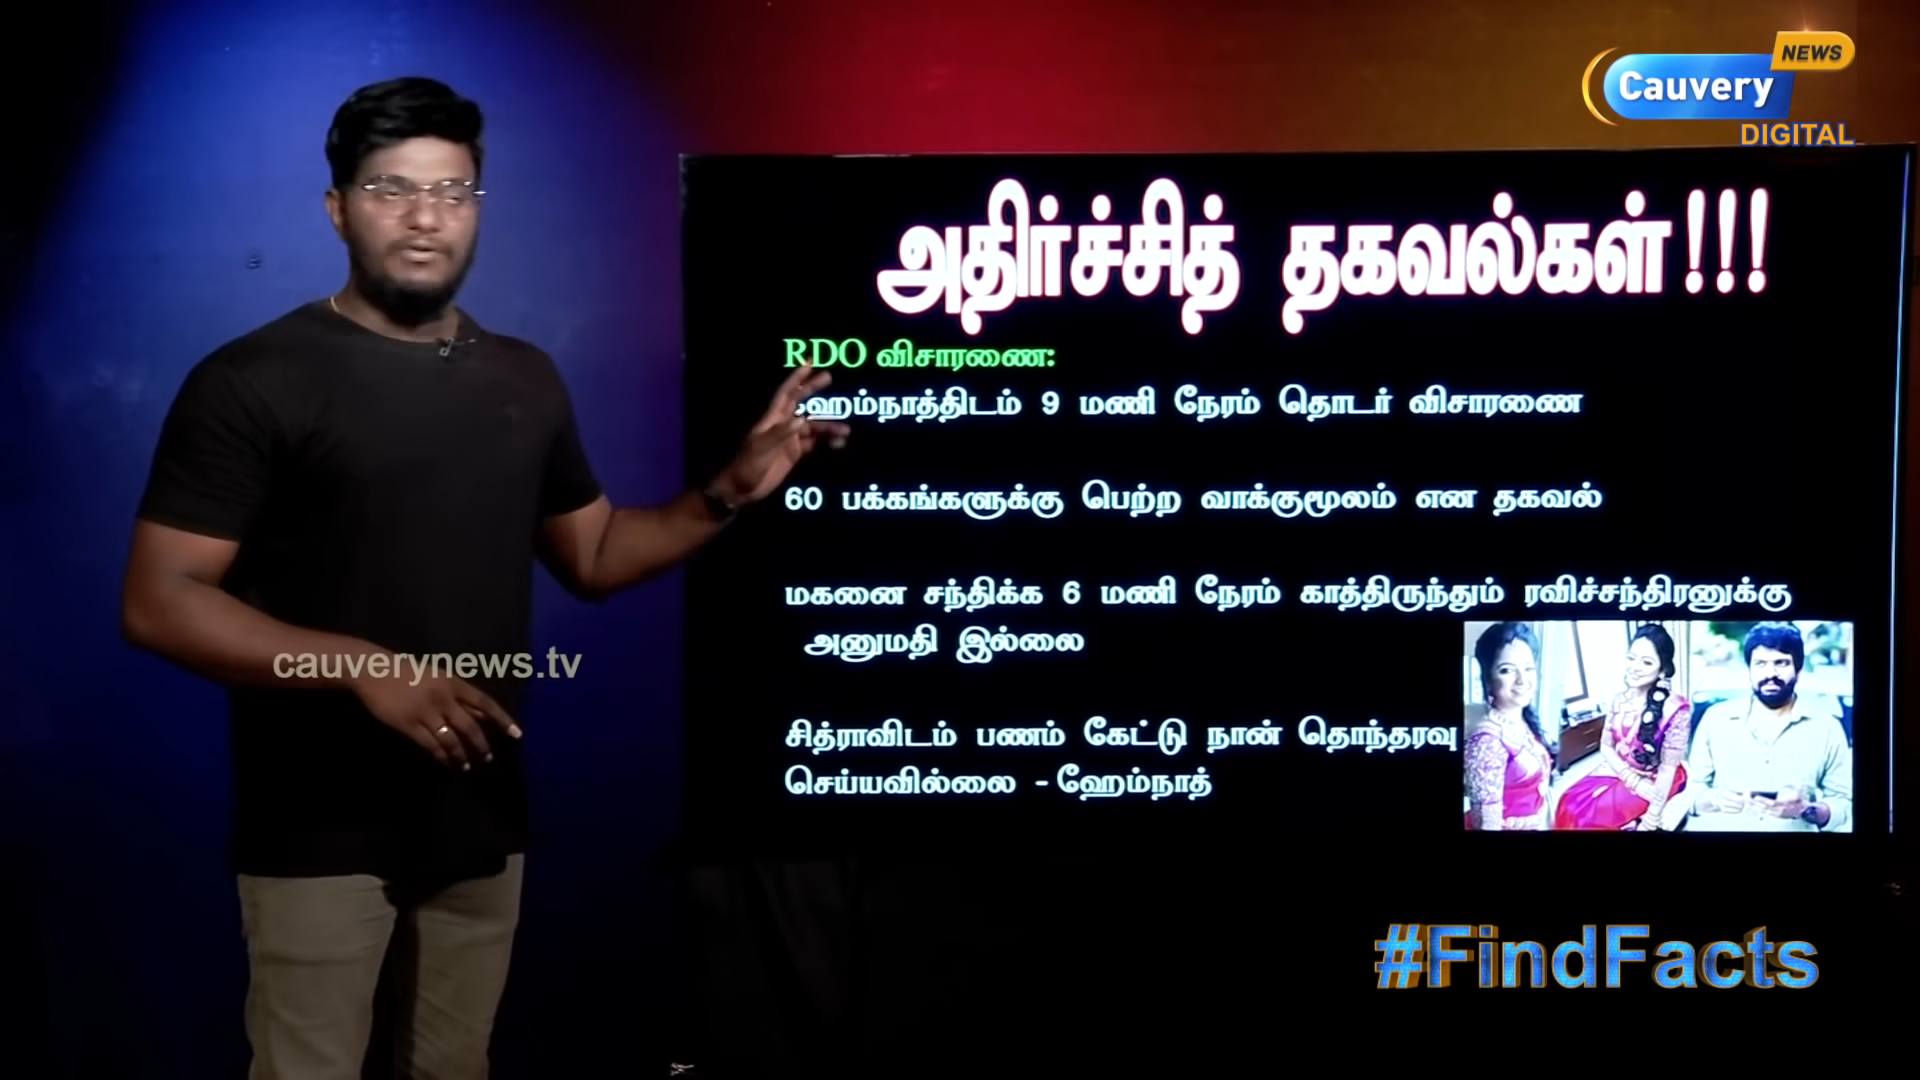 NEWS
Cauvery
DIGITAL
அதிர்ச்சித் தகவல்கள்!!!
RDO விசாரணை:
ஹேம்நாத்திடம் 9 மணி நேரம் தொடர் விசாரணை
60 பக்கங்களுக்கு பெற்ற வாக்குமூலம் என தகவல்
மகனை சந்திக்க 6 மணி நேரம் காத்திருந்தும் ரவிச்சந்திரனுக்கு
அனுமதி இல்லை
cauverynews.tv
சித்ராவிடம் பணம் கேட்டு நான் தொந்தரவு
செய்யவில்லை - ஹேம்நாத்
#FindFacts